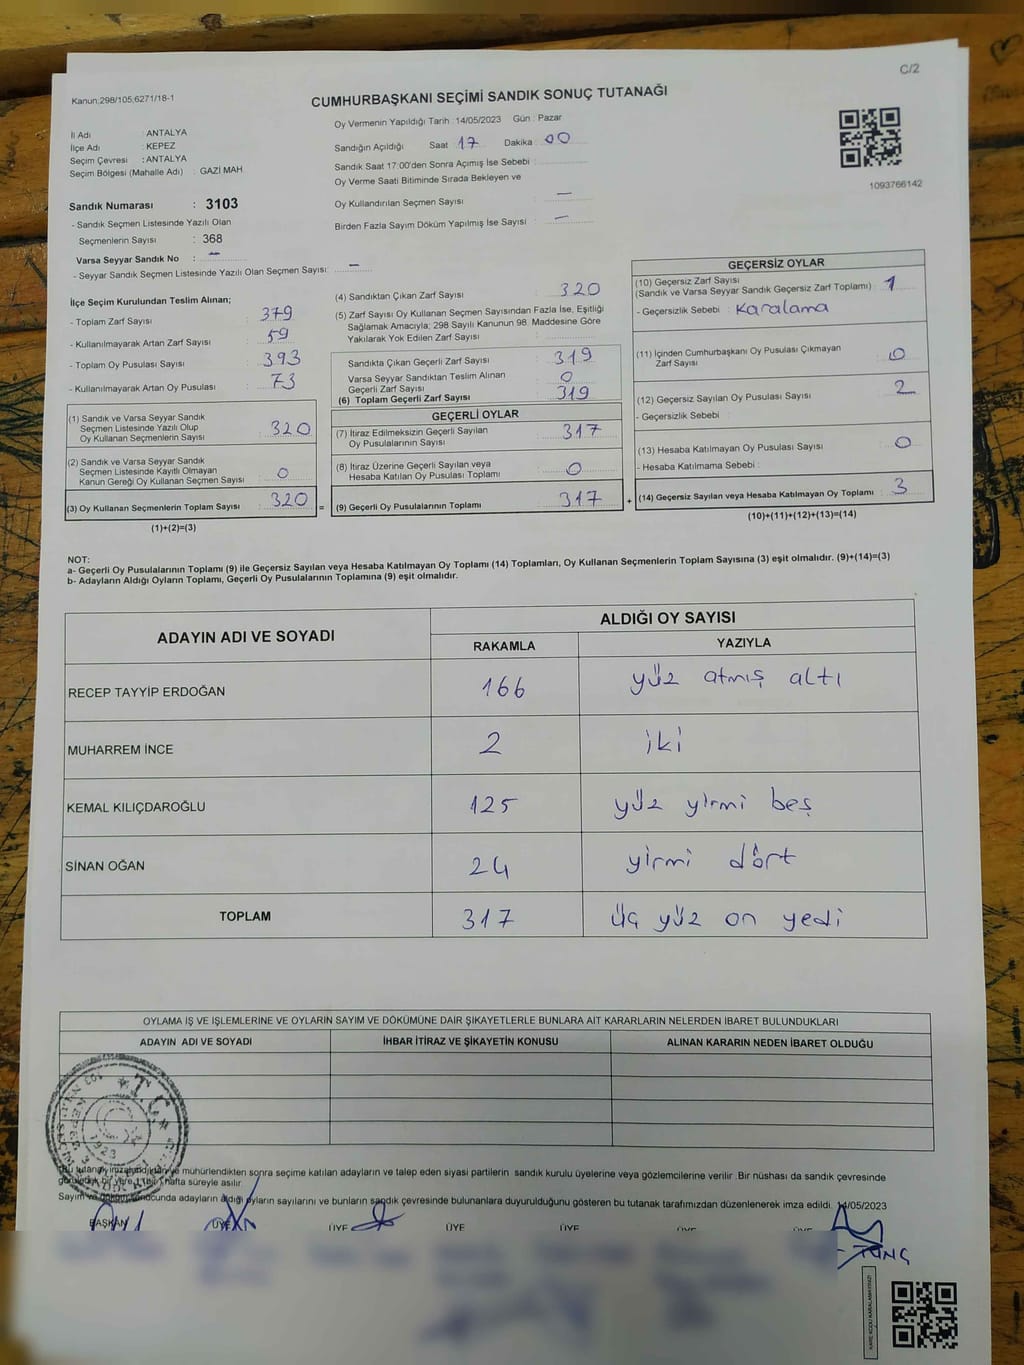 C/2
Kanun:298/105,6271/18-1
CUMHURBAŞKANI SEÇİMİ SANDIK SONUÇ TUTANAĞI
İl Adı : ANTALYA
İlçe Adı : KEPEZ
Seçim Çevresi : ANTALYA
Seçim Bölgesi (Mahalle Adı) : GAZİ MAH
Oy Vermenin Yapıldığı Tarih : 14/05/2023 Gün : Pazar
Sandığın Açıldığı Saat 17 Dakika 00
Sandık Saat 17:00'den Sonra Açımış İse Sebebi :
Oy Verme Saati Bitiminde Sırada Bekleyen ve
Oy Kullandırılan Seçmen Sayısı : —
Birden Fazla Sayım Döküm Yapılmış İse Sayısı : —
1093766142
Sandık Numarası : 3103
- Sandık Seçmen Listesinde Yazılı Olan
Seçmenlerin Sayısı : 368
Varsa Seyyar Sandık No : —
- Seyyar Sandık Seçmen Listesinde Yazılı Olan Seçmen Sayısı: —
İlçe Seçim Kurulundan Teslim Alınan;
- Toplam Zarf Sayısı : 379
- Kullanılmayarak Artan Zarf Sayısı : 59
- Toplam Oy Pusulası Sayısı : 393
- Kullanılmayarak Artan Oy Pusulası : 73
(1) Sandık ve Varsa Seyyar Sandık
Seçmen Listesinde Yazılı Olup
Oy Kullanan Seçmenlerin Sayısı : 320
(2) Sandık ve Varsa Seyyar Sandık
Seçmen Listesinde Kayıtlı Olmayan
Kanun Gereği Oy Kullanan Seçmen Sayısı : 0
(3) Oy Kullanan Seçmenlerin Toplam Sayısı : 320 =
(1)+(2)=(3)
(4) Sandıktan Çıkan Zarf Sayısı : 320
(5) Zarf Sayısı Oy Kullanan Seçmen Sayısından Fazla İse, Eşitliği
Sağlamak Amacıyla; 298 Sayılı Kanunun 98. Maddesine Göre
Yakılarak Yok Edilen Zarf Sayısı :
Sandıkta Çıkan Geçerli Zarf Sayısı : 319
Varsa Seyyar Sandıktan Teslim Alınan
Geçerli Zarf Sayısı : 0
(6) Toplam Geçerli Zarf Sayısı : 319
GEÇERLİ OYLAR
(7) İtiraz Edilmeksizin Geçerli Sayılan
Oy Pusulalarının Sayısı : 317
(8) İtiraz Üzerine Geçerli Sayılan veya
Hesaba Katılan Oy Pusulası Toplamı : 0
(9) Geçerli Oy Pusulalarının Toplamı : 317 +
GEÇERSİZ OYLAR
(10) Geçersiz Zarf Sayısı
(Sandık ve Varsa Seyyar Sandık Geçersiz Zarf Toplamı) : 1
- Geçersizlik Sebebi : Karalama
(11) İçinden Cumhurbaşkanı Oy Pusulası Çıkmayan
Zarf Sayısı : 0
(12) Geçersiz Sayılan Oy Pusulası Sayısı : 2
- Geçersizlik Sebebi :
(13) Hesaba Katılmayan Oy Pusulası Sayısı : 0
- Hesaba Katılmama Sebebi :
(14) Geçersiz Sayılan veya Hesaba Katılmayan Oy Toplamı : 3
(10)+(11)+(12)+(13)=(14)
NOT:
a- Geçerli Oy Pusulalarının Toplamı (9) ile Geçersiz Sayılan veya Hesaba Katılmayan Oy Toplamı (14) Toplamları, Oy Kullanan Seçmenlerin Toplam Sayısına (3) eşit olmalıdır. (9)+(14)=(3)
b- Adayların Aldığı Oyların Toplamı, Geçerli Oy Pusulalarının Toplamına (9) eşit olmalıdır.
ADAYIN ADI VE SOYADI ALDIĞI OY SAYISI
RAKAMLA YAZIYLA
RECEP TAYYİP ERDOĞAN 166 yüz atmış altı
MUHARREM İNCE 2 iki
KEMAL KILIÇDAROĞLU 125 yüz yirmi beş
SİNAN OĞAN 24 yirmi dört
TOPLAM 317 üç yüz on yedi
OYLAMA İŞ VE İŞLEMLERİNE VE OYLARIN SAYIM VE DÖKÜMÜNE DAİR ŞİKAYETLERLE BUNLARA AİT KARARLARIN NELERDEN İBARET BULUNDUKLARI
ADAYIN ADI VE SOYADI İHBAR İTİRAZ VE ŞİKAYETİN KONUSU ALINAN KARARIN NEDEN İBARET OLDUĞU
T.C.
1923
Bu tutanak imzalandıktan ve mühürlendikten sonra seçime katılan adayların ve talep eden siyasi partilerin sandık kurulu üyelerine veya gözlemcilerine verilir. Bir nüshası da sandık çevresinde
görülebilir bir yere 1 (bir) hafta süreyle asılır.
Sayım ve döküm sonucunda adayların aldığı oyların sayılarını ve bunların sandık çevresinde bulunanlara duyurulduğunu gösteren bu tutanak tarafımızdan düzenlenerek imza edildi. 14/05/2023
BAŞKAN ÜYE ÜYE ÜYE ÜYE ÜYE ÜYE
TUNÇ